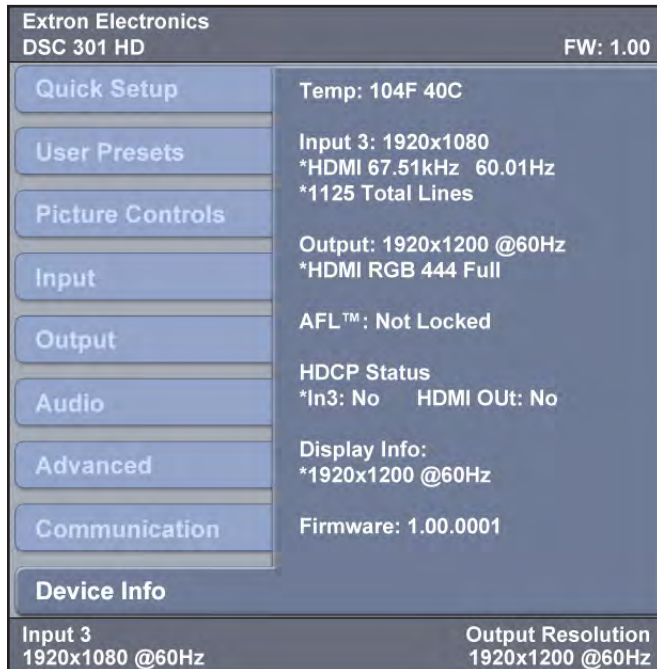 Extron Electronics
DSC 301 HD
FW: 1.00
Quick Setup
User Presets
Picture Controls
Input
Output
Audio
Advanced
Communication
Device Info
Temp: 104F 40C
Input 3: 1920x1080
*HDMI 67.51kHz 60.01Hz
*1125 Total Lines
Output: 1920x1200 @60Hz
*HDMI RGB 444 Full
AFL™: Not Locked
HDCP Status
*In3: No HDMI OUt: No
Display Info:
*1920x1200 @60Hz
Firmware: 1.00.0001
Input 3
1920x1080 @60Hz
Output Resolution
1920x1200 @60Hz